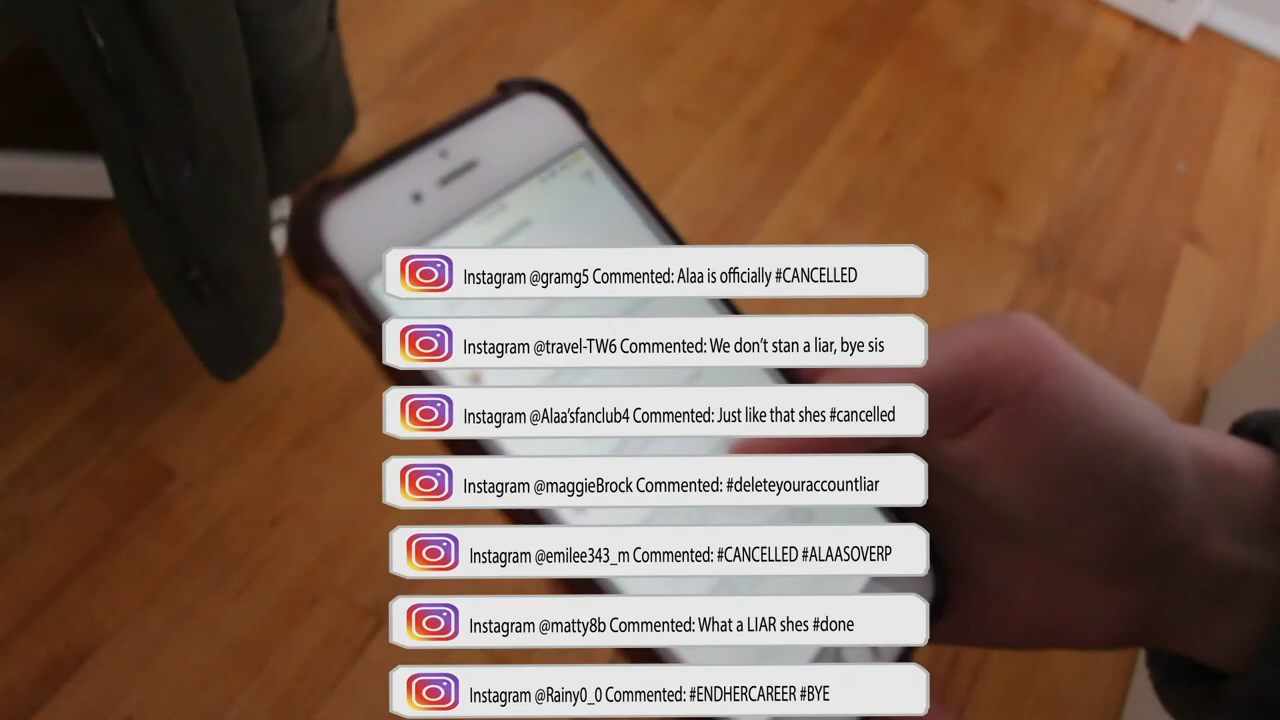 Instagram @gramg5 Commented: Alaa is officially #CANCELLED
Instagram @travel-TW6 Commented: We don't stan a liar, bye sis
Instagram @Alaa'sfanclub4 Commented: Just like that shes #cancelled
Instagram @maggieBrock Commented: #deleteyouraccountliar
Instagram @emilee343_m Commented: #CANCELLED #ALAASOVERP
Instagram @matty8b Commented: What a LIAR shes #done
Instagram @Rainy0_0 Commented: #ENDHERCAREER #BYE